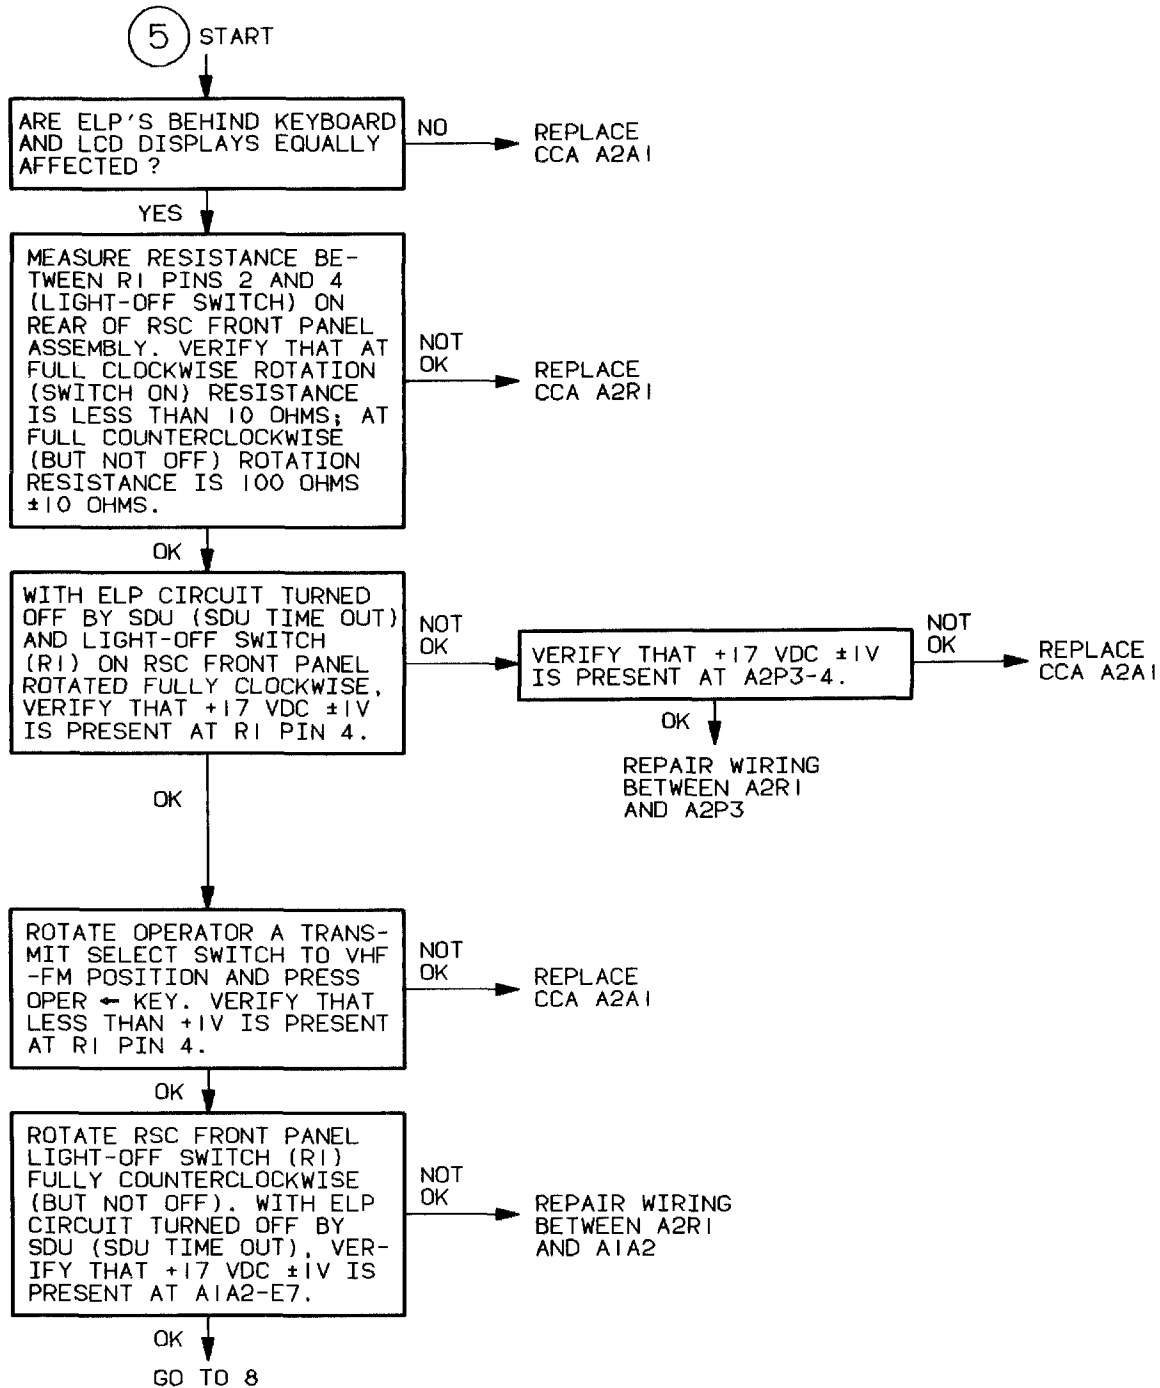 5 START
ARE ELP'S BEHIND KEYBOARD
AND LCD DISPLAYS EQUALLY
AFFECTED ?
NO
REPLACE
CCA A2A1
YES
MEASURE RESISTANCE BE-
TWEEN R1 PINS 2 AND 4
(LIGHT-OFF SWITCH) ON
REAR OF RSC FRONT PANEL
ASSEMBLY. VERIFY THAT AT
FULL CLOCKWISE ROTATION
(SWITCH ON) RESISTANCE
IS LESS THAN 10 OHMS; AT
FULL COUNTERCLOCKWISE
(BUT NOT OFF) ROTATION
RESISTANCE IS 100 OHMS
±10 OHMS.
NOT
OK
REPLACE
CCA A2R1
OK
WITH ELP CIRCUIT TURNED
OFF BY SDU (SDU TIME OUT)
AND LIGHT-OFF SWITCH
(R1) ON RSC FRONT PANEL
ROTATED FULLY CLOCKWISE,
VERIFY THAT +17 VDC ±1V
IS PRESENT AT R1 PIN 4.
NOT
OK
VERIFY THAT +17 VDC ±1V
IS PRESENT AT A2P3-4.
NOT
OK
REPLACE
CCA A2A1
OK
REPAIR WIRING
BETWEEN A2R1
AND A2P3
OK
ROTATE OPERATOR A TRANS-
MIT SELECT SWITCH TO VHF
-FM POSITION AND PRESS
OPER ← KEY. VERIFY THAT
LESS THAN +1V IS PRESENT
AT R1 PIN 4.
NOT
OK
REPLACE
CCA A2A1
OK
ROTATE RSC FRONT PANEL
LIGHT-OFF SWITCH (R1)
FULLY COUNTERCLOCKWISE
(BUT NOT OFF). WITH ELP
CIRCUIT TURNED OFF BY
SDU (SDU TIME OUT), VER-
IFY THAT +17 VDC ±1V IS
PRESENT AT A1A2-E7.
NOT
OK
REPAIR WIRING
BETWEEN A2R1
AND A1A2
OK
GO TO 8